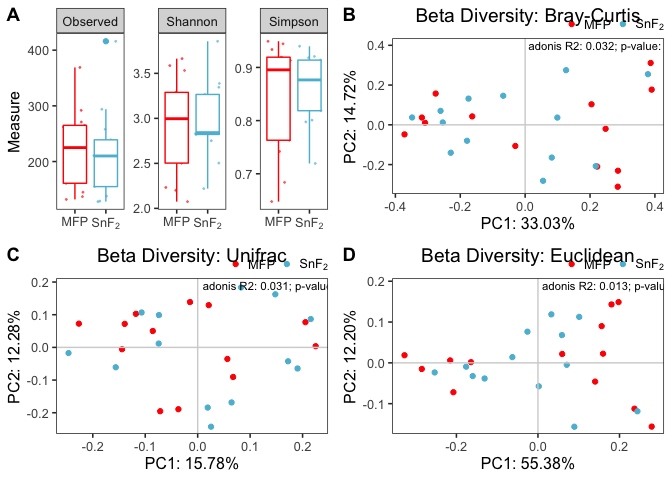 A
Observed
Shannon
Simpson
Measure
400
300
200
3.5
3.0
2.5
2.0
0.9
0.8
0.7
MFP SnF₂
MFP SnF₂
MFP SnF₂
B
Beta Diversity: Bray-Curtis
MFP SnF₂
adonis R2: 0.032; p-value:
PC2: 14.72%
0.4
0.2
0.0
-0.2
-0.4 -0.2 0.0 0.2 0.4
PC1: 33.03%
C
Beta Diversity: Unifrac
MFP SnF₂
adonis R2: 0.031; p-valu
PC2: 12.28%
0.2
0.1
0.0
-0.1
-0.2
-0.2 -0.1 0.0 0.1 0.2
PC1: 15.78%
D
Beta Diversity: Euclidean
MFP SnF₂
adonis R2: 0.013; p-valu
PC2: 12.20%
0.2
0.1
0.0
-0.1
-0.2 0.0 0.2
PC1: 55.38%